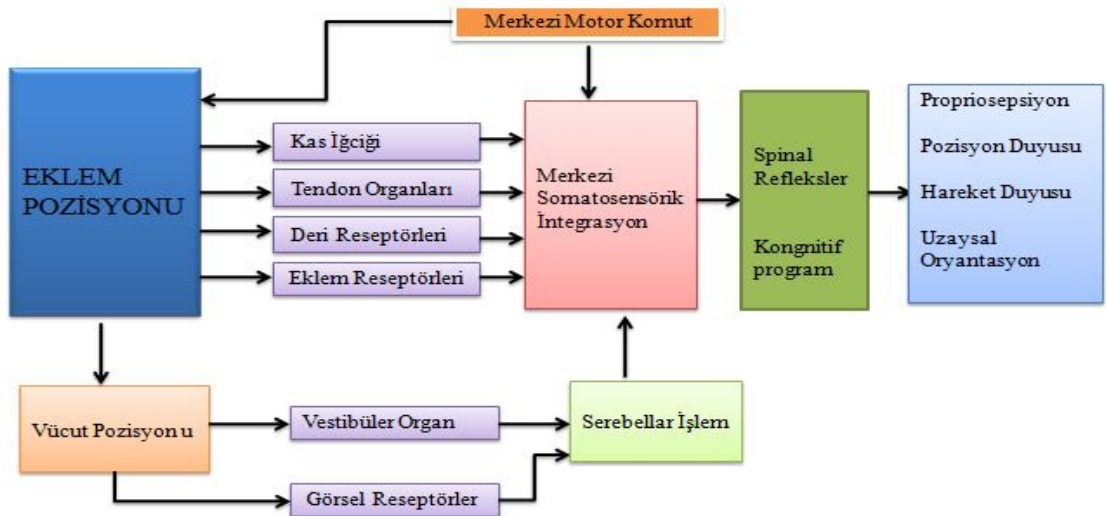 Merkezi Motor Komut
EKLEM
POZİSYONU
Kas İğciği
Tendon Organları
Deri Reseptörleri
Eklem Reseptörleri
Merkezi
Somatosensörik
İntegrasyon
Spinal
Refleksler
Kongnitif
program
Propriosepsiyon
Pozisyon Duyusu
Hareket Duyusu
Uzaysal
Oryantasyon
Vücut Pozisyon u
Vestibüler Organ
Görsel Reseptörler
Serebellar İşlem